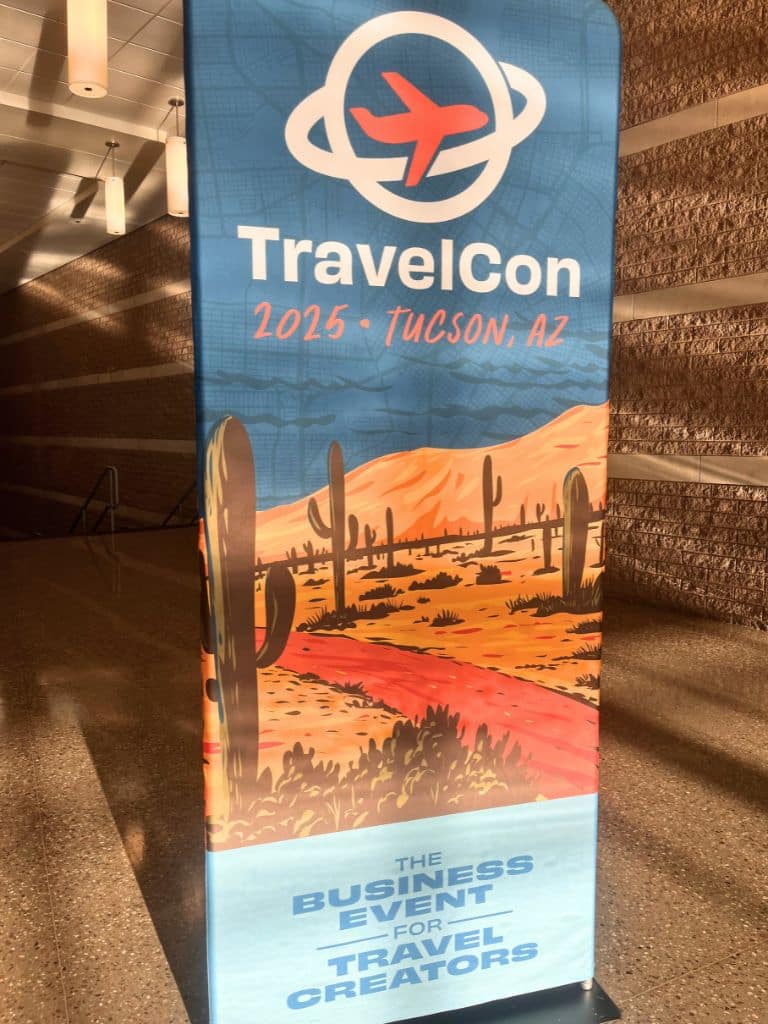 TravelCon
2025 • TUCSON, AZ
THE
BUSINESS
EVENT
FOR
TRAVEL
CREATORS